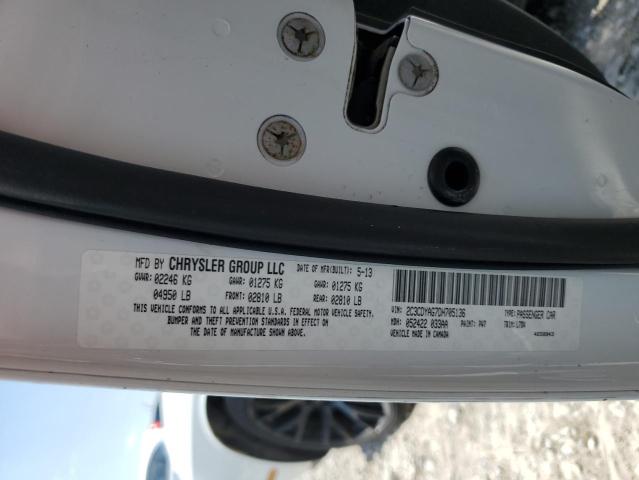 MFD BY CHRYSLER GROUP LLC DATE OF MFR(BUILT): 5-13
GVWR: 02246 KG GAWR: 01275 KG GAWR: 01275 KG
04950 LB FRONT: 02810 LB REAR: 02810 LB
THIS VEHICLE CONFORMS TO ALL APPLICABLE U.S.A. FEDERAL MOTOR VEHICLE SAFETY,
BUMPER AND THEFT PREVENTION STANDARDS IN EFFECT ON
THE DATE OF MANUFACTURE SHOWN ABOVE.
VIN: 2C3CDYAG7DH705136 TYPE: PASSENGER CAR
MDH: 052422 033AA PAINT: PW7 TRIM:
VEHICLE MADE IN CANADA